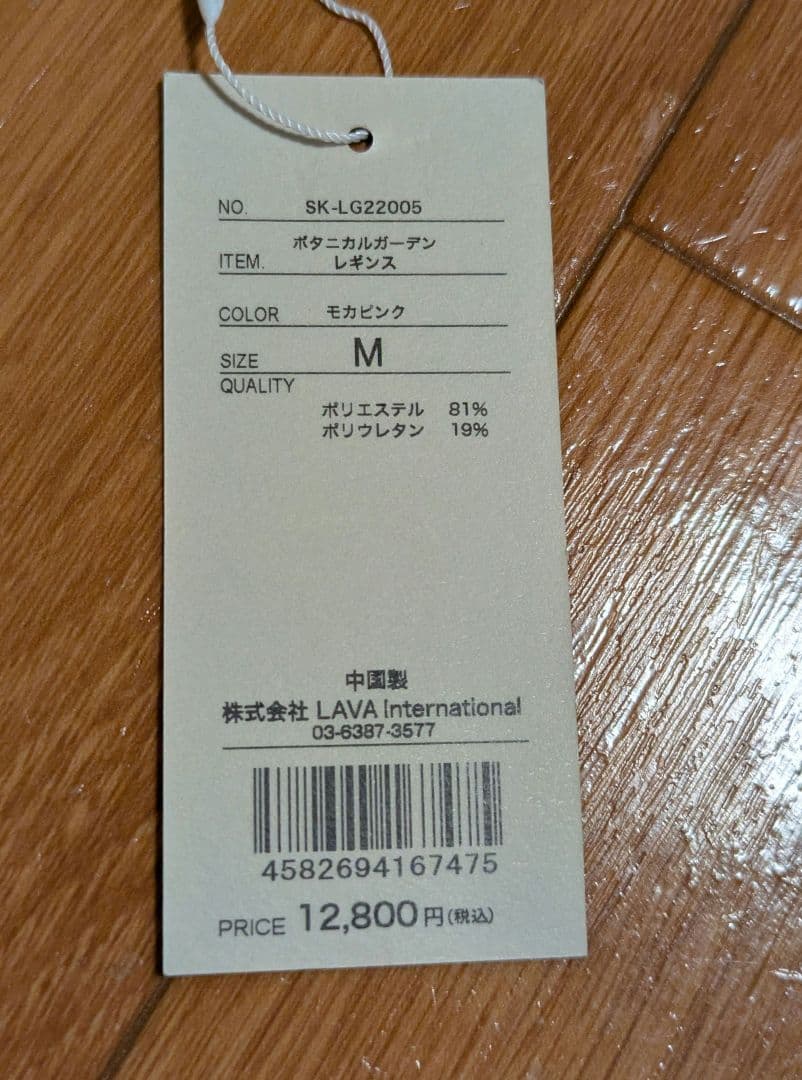 NO. SK-LG22005
ボタニカルガーデン
ITEM. レギンス
COLOR モカピンク
SIZE M
QUALITY
ポリエステル 81%
ポリウレタン 19%
中国製
株式会社 LAVA International
03-6387-3577
4582694167475
PRICE 12,800円(税込)